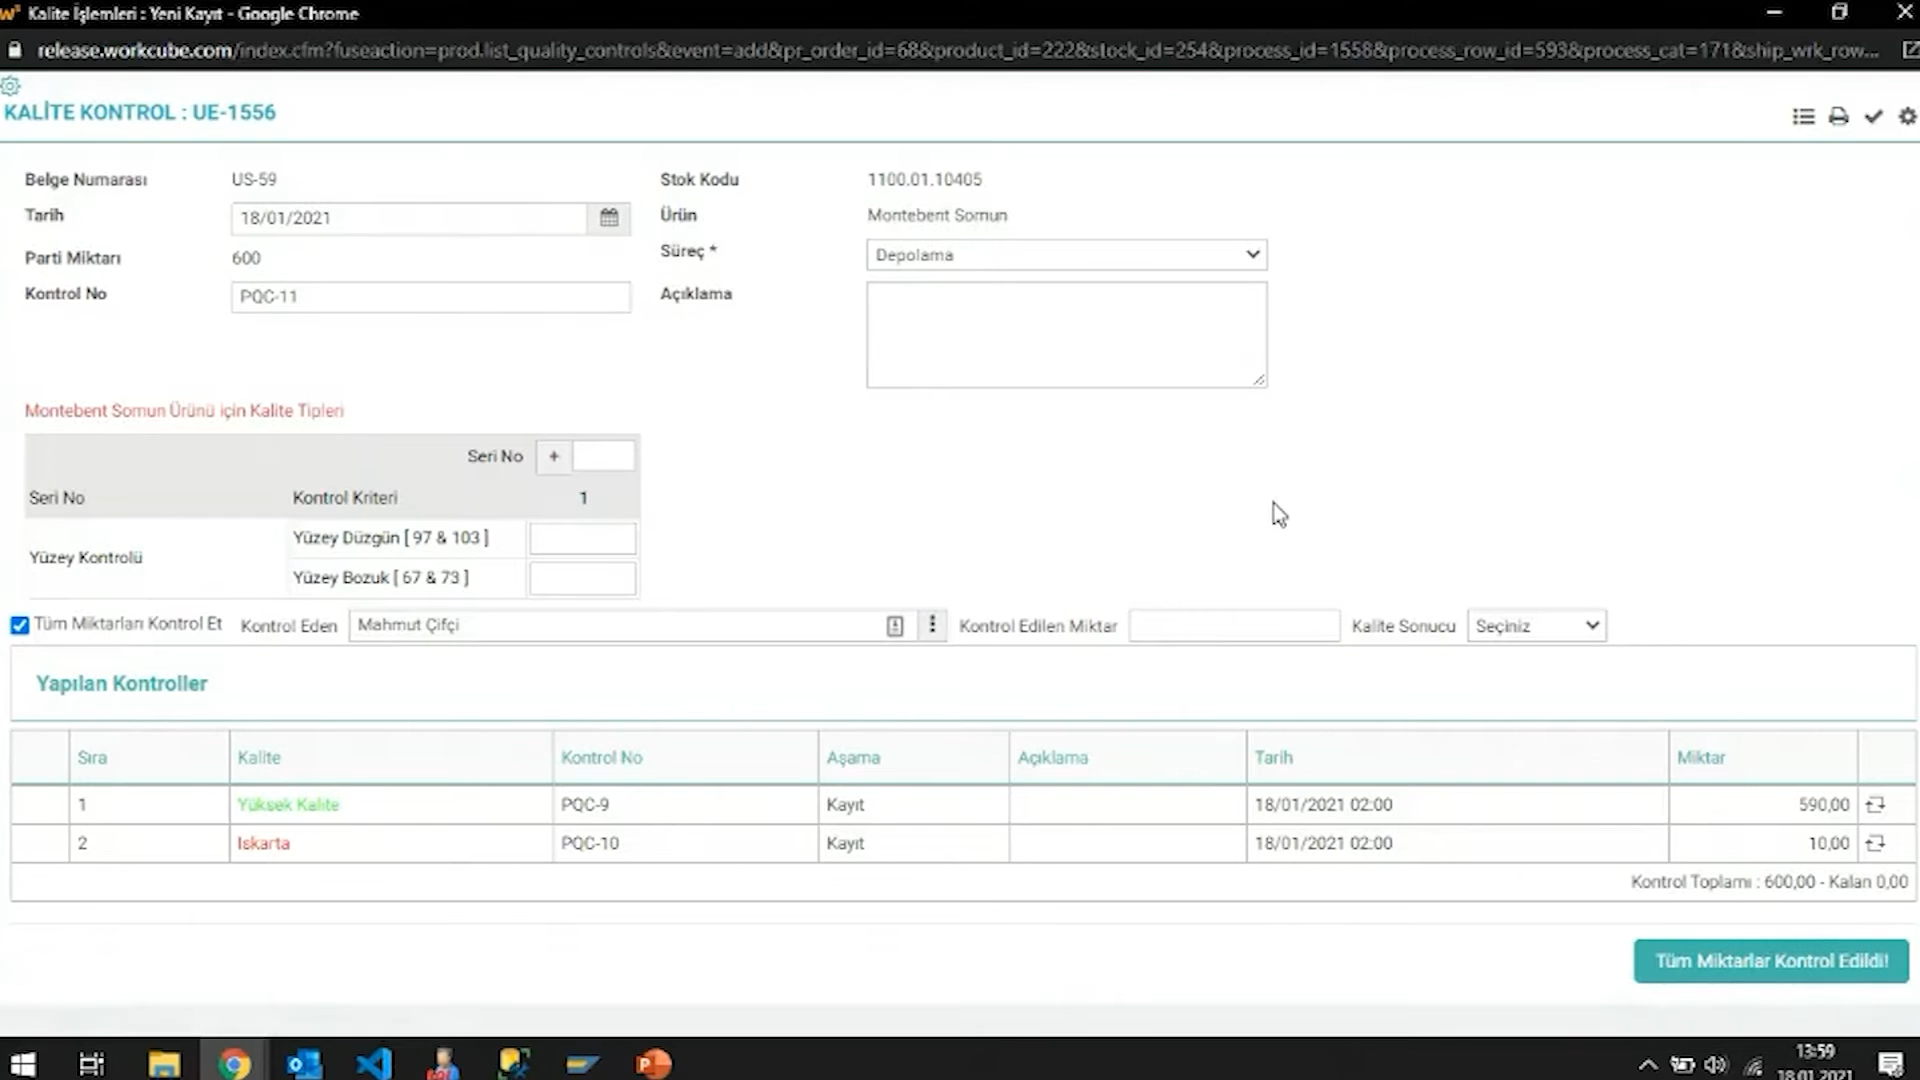 Kalite İşlemleri : Yeni Kayıt - Google Chrome
release.workcube.com/index.cfm?fuseaction=prod.list_quality_controls&event=add&pr_order_id=68&product_id=222&stock_id=254&process_id=1558&process_row_id=593&process_cat=171&ship_wrk_row...
KALİTE KONTROL : UE-1556
Belge Numarası US-59 Stok Kodu 1100.01.10405
Tarih 18/01/2021 Ürün Montebent Somun
Parti Miktarı 600 Süreç * Depolama
Kontrol No PQC-11 Açıklama
Montebent Somun Ürünü için Kalite Tipleri
Seri No +
Seri No Kontrol Kriteri 1
Yüzey Kontrolü
Yüzey Düzgün [ 97 & 103 ]
Yüzey Bozuk [ 67 & 73 ]
Tüm Miktarları Kontrol Et Kontrol Eden Mahmut Çifçi Kontrol Edilen Miktar Kalite Sonucu Seçiniz
Yapılan Kontroller
Sıra Kalite Kontrol No Aşama Açıklama Tarih Miktar
1 Yüksek Kalite PQC-9 Kayıt 18/01/2021 02:00 590,00
2 Iskarta PQC-10 Kayıt 18/01/2021 02:00 10,00
Kontrol Toplamı : 600,00 - Kalan 0,00
Tüm Miktarlar Kontrol Edildi!
13:59
18.01.2021